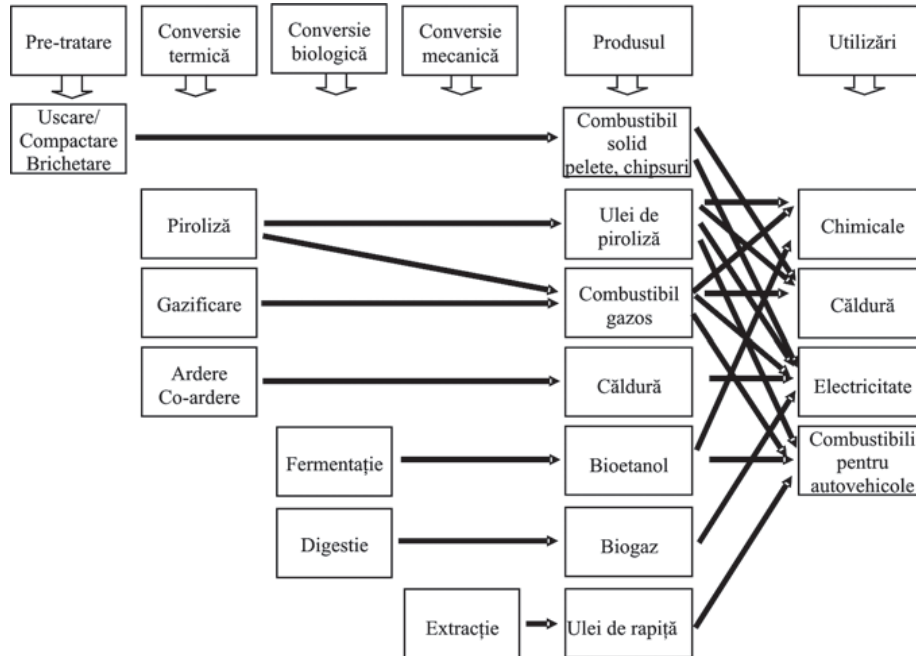 Pre-tratare
Conversie
termică
Conversie
biologică
Conversie
mecanică
Produsul
Utilizări
Uscare/
Compactare
Brichetare
Combustibil
solid
pelete, chipsuri
Piroliză
Ulei de
piroliză
Chimicale
Gazificare
Combustibil
gazos
Căldură
Ardere
Co-ardere
Căldură
Electricitate
Fermentație
Bioetanol
Combustibili
pentru
autovehicole
Digestie
Biogaz
Extracție
Ulei de rapiță